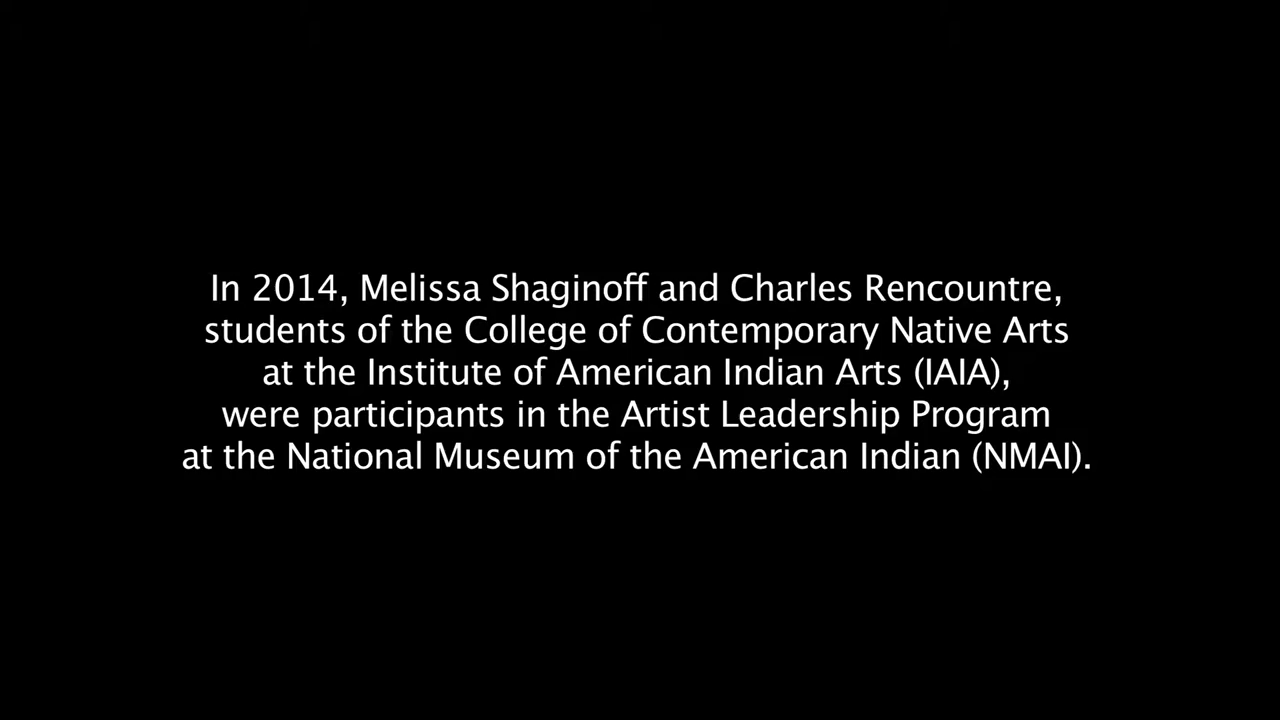 In 2014, Melissa Shaginoff and Charles Rencountre,
students of the College of Contemporary Native Arts
at the Institute of American Indian Arts (IAIA),
were participants in the Artist Leadership Program
at the National Museum of the American Indian (NMAI).